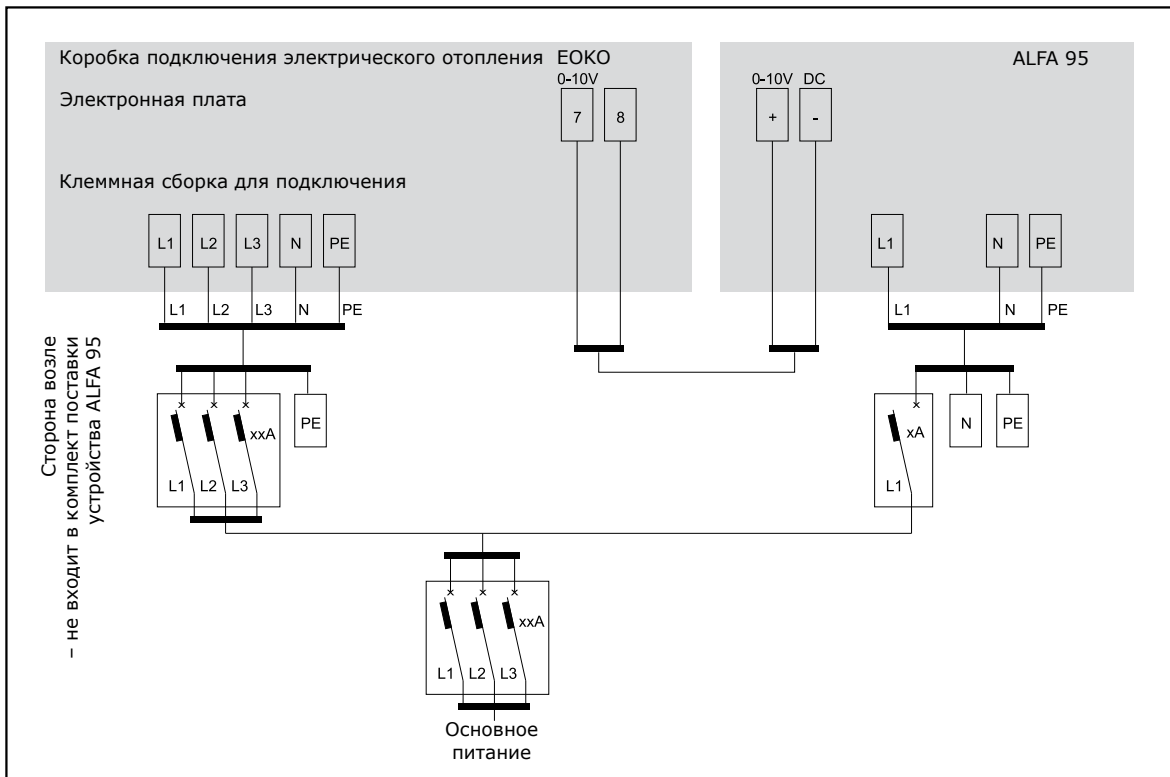 Коробка подключения электрического отопления EOKO
ALFA 95
0-10V
0-10V DC
Электронная плата
7 8
+ -
Клеммная сборка для подключения
L1 L2 L3 N PE
L1 N PE
L1 L2 L3 N PE
L1 N PE
Сторона возле
– не входит в комплект поставки
устройства ALFA 95
PE
xxA
L1 L2 L3
xA
N
PE
L1
xxA
L1 L2 L3
Основное
питание